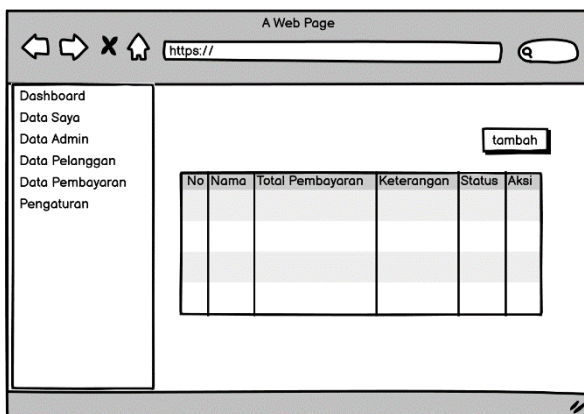 A Web Page
https://
Dashboard
Data Saya
Data Admin
Data Pelanggan
Data Pembayaran
Pengaturan
tambah
No Nama Total Pembayaran Keterangan Status Aksi